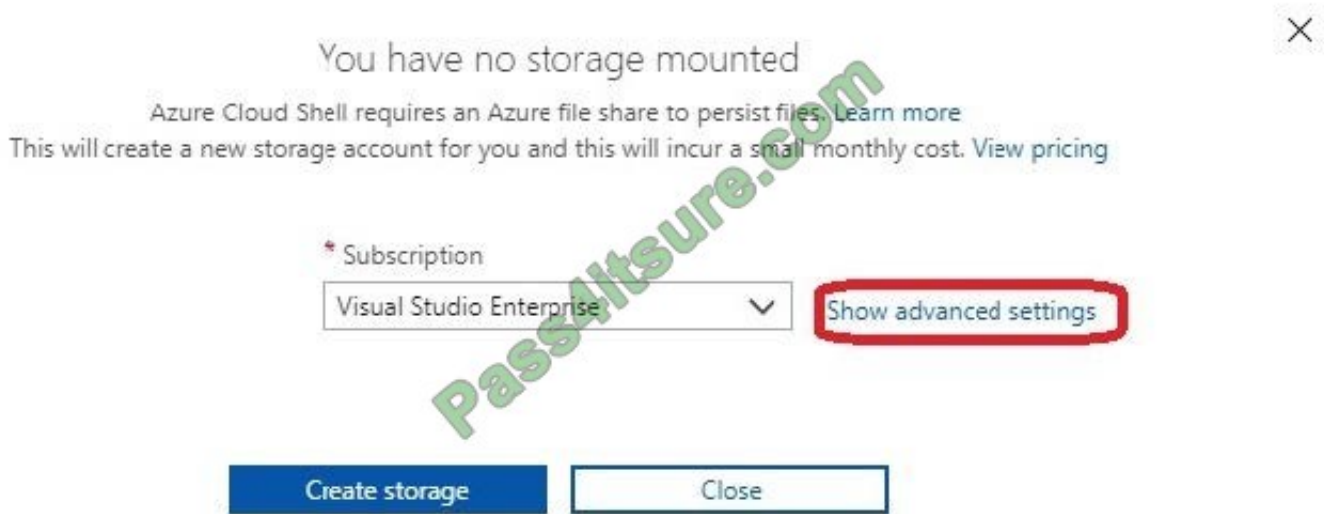 You have no storage mounted
Azure Cloud Shell requires an Azure file share to persist files. Learn more
This will create a new storage account for you and this will incur a small monthly cost. View pricing
* Subscription
Visual Studio Enterprise
Show advanced settings
Pass4itsure.com
Create storage
Close